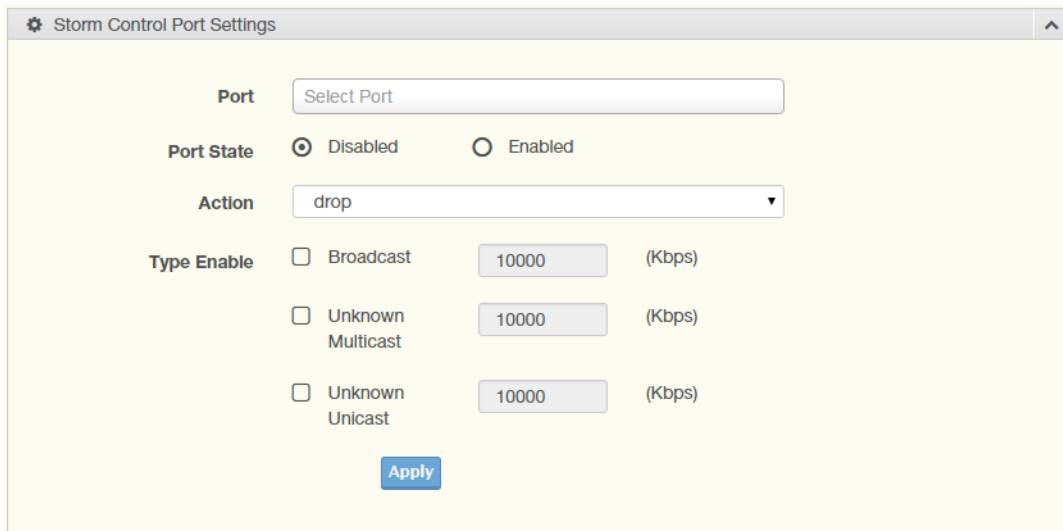 Storm Control Port Settings
Port Select Port
Port State Disabled Enabled
Action drop
Type Enable Broadcast 10000 (Kbps)
Unknown Multicast 10000 (Kbps)
Unknown Unicast 10000 (Kbps)
Apply